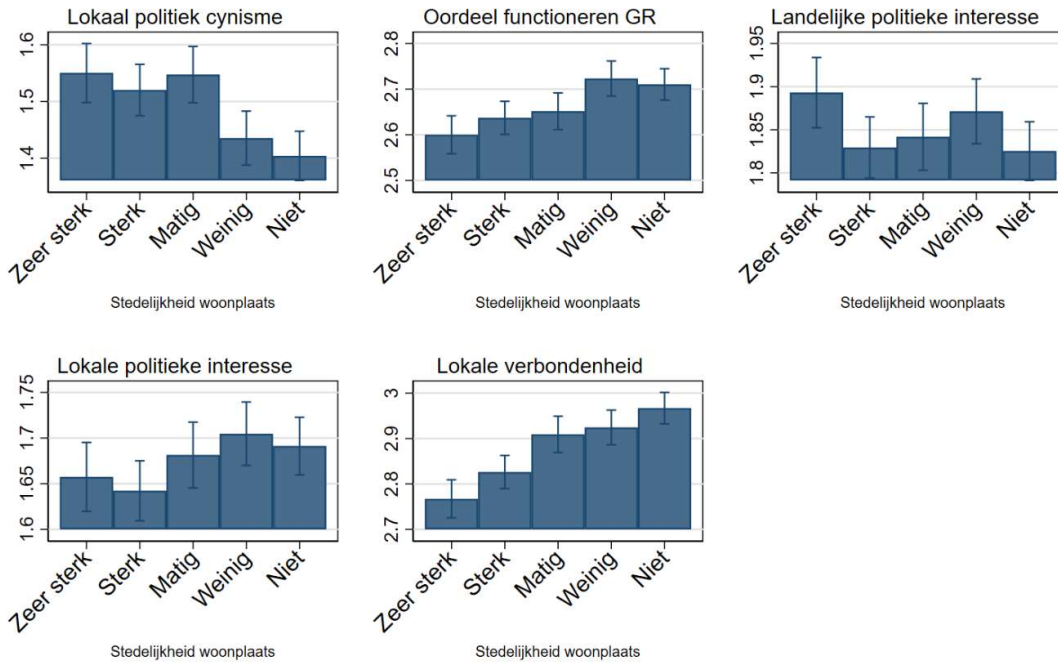 Lokaal politiek cynisme
1.6
1.5
1.4
Zeer sterk
Sterk
Matig
Weinig
Niet
Stedelijkheid woonplaats
Oordeel functioneren GR
2.8
2.7
2.6
2.5
Zeer sterk
Sterk
Matig
Weinig
Niet
Stedelijkheid woonplaats
Landelijke politieke interesse
1.95
1.9
1.85
1.8
Zeer sterk
Sterk
Matig
Weinig
Niet
Stedelijkheid woonplaats
Lokale politieke interesse
1.75
1.7
1.65
1.6
Zeer sterk
Sterk
Matig
Weinig
Niet
Stedelijkheid woonplaats
Lokale verbondenheid
3
2.9
2.8
2.7
Zeer sterk
Sterk
Matig
Weinig
Niet
Stedelijkheid woonplaats